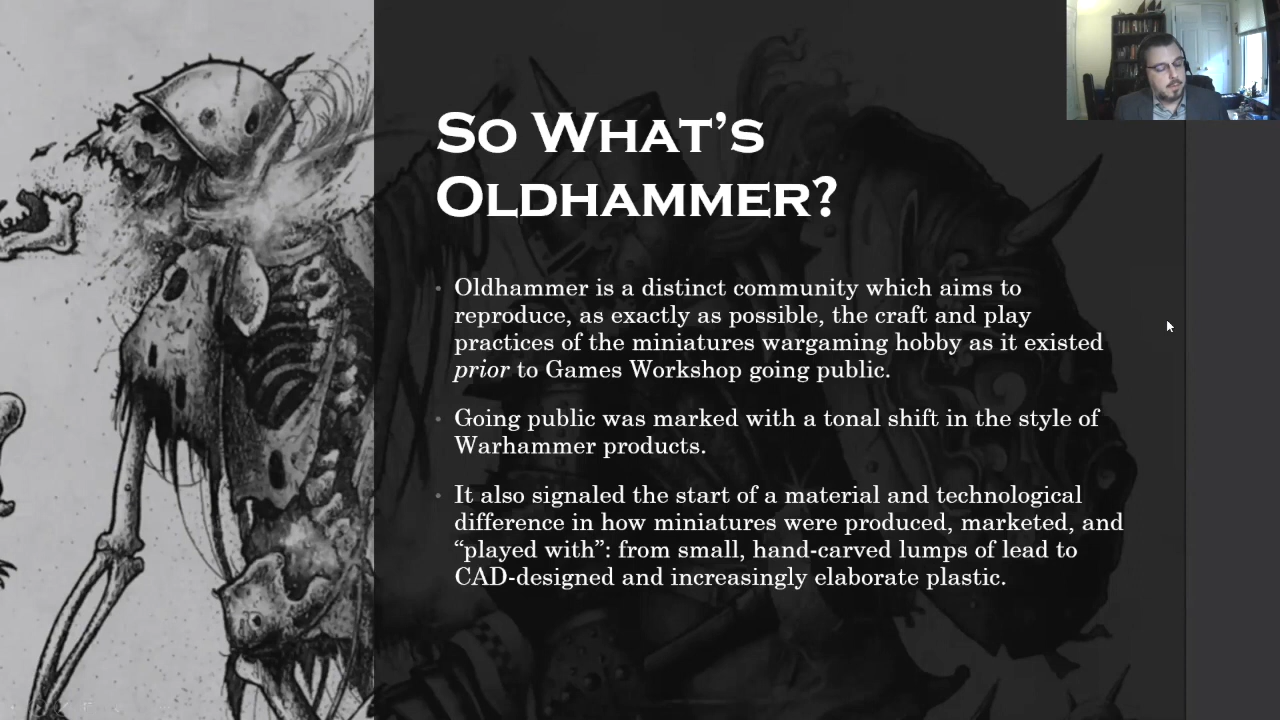 So What's
Oldhammer?
• Oldhammer is a distinct community which aims to
reproduce, as exactly as possible, the craft and play
practices of the miniatures wargaming hobby as it existed
prior to Games Workshop going public.
• Going public was marked with a tonal shift in the style of
Warhammer products.
• It also signaled the start of a material and technological
difference in how miniatures were produced, marketed, and
“played with”: from small, hand-carved lumps of lead to
CAD-designed and increasingly elaborate plastic.